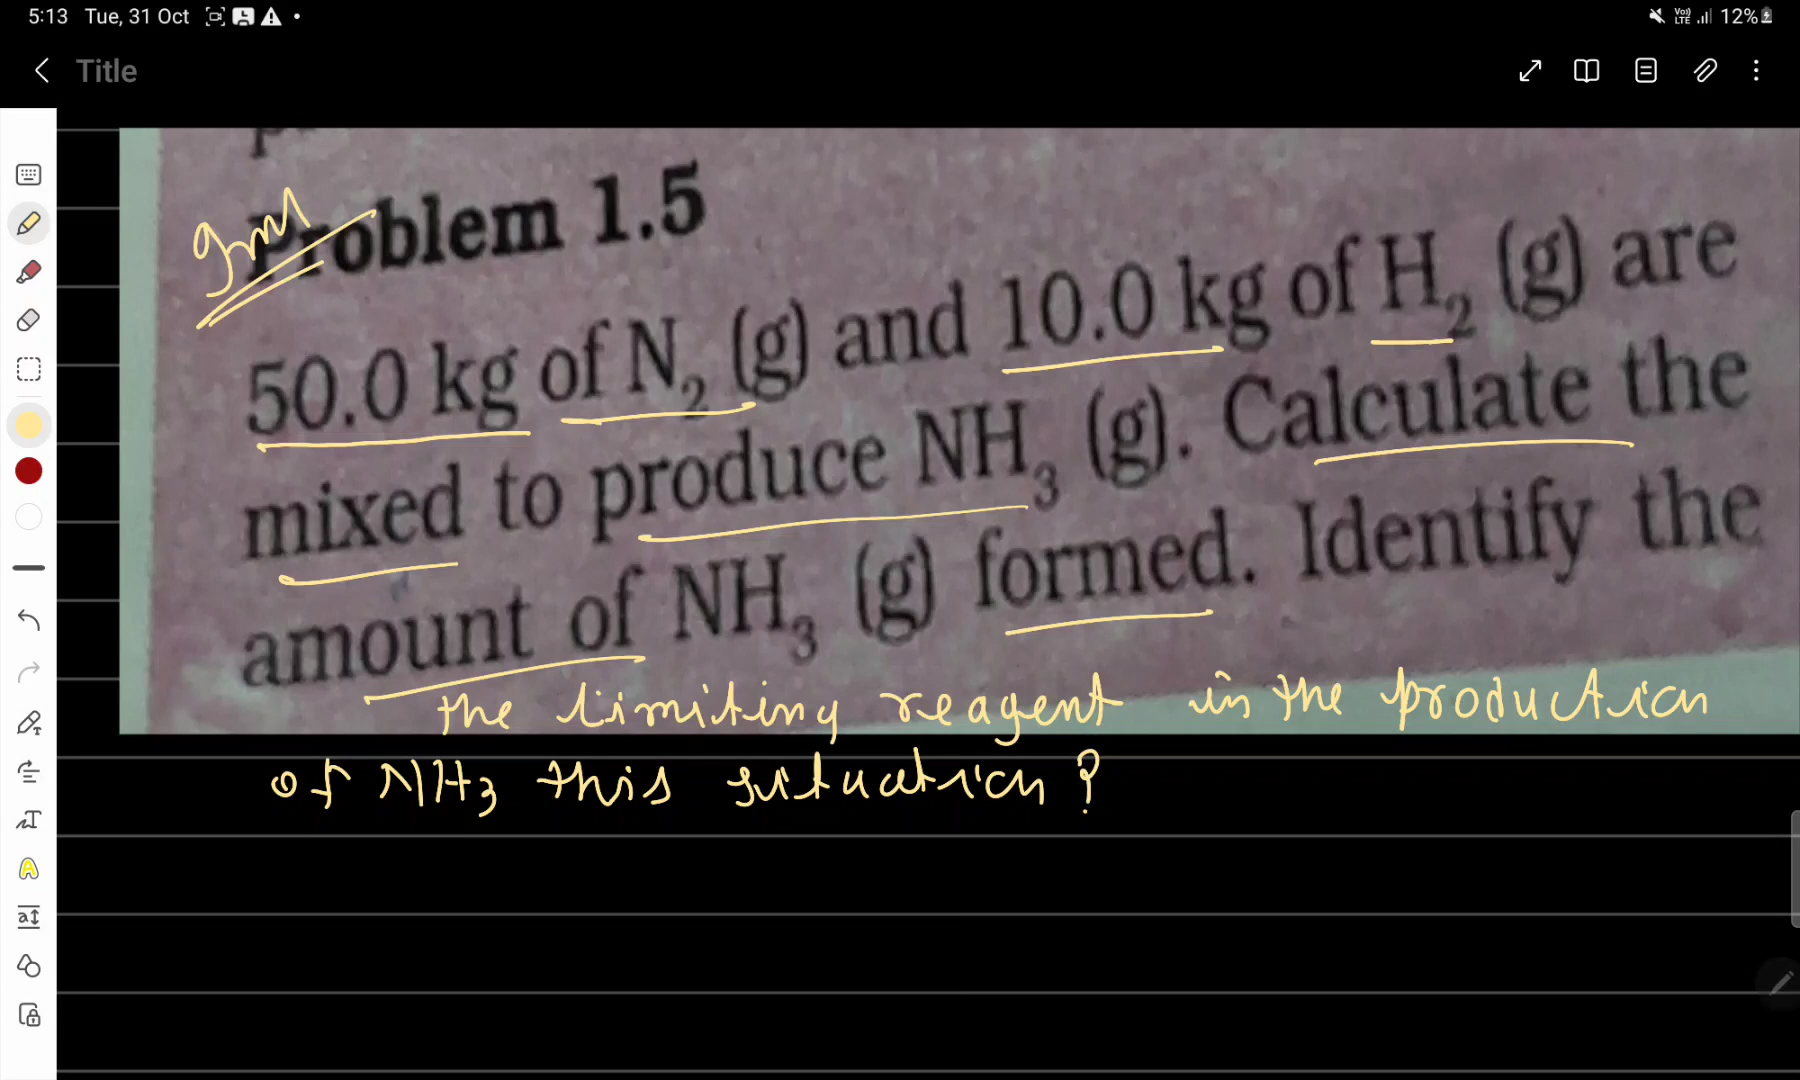 5:13 Tue, 31 Oct
12%
Title
Problem 1.5
50.0 kg of N₂ (g) and 10.0 kg of H₂ (g) are
mixed to produce NH₃ (g). Calculate the
amount of NH₃ (g) formed. Identify the
the limiting reagent in the production
of NH3 this situation ?